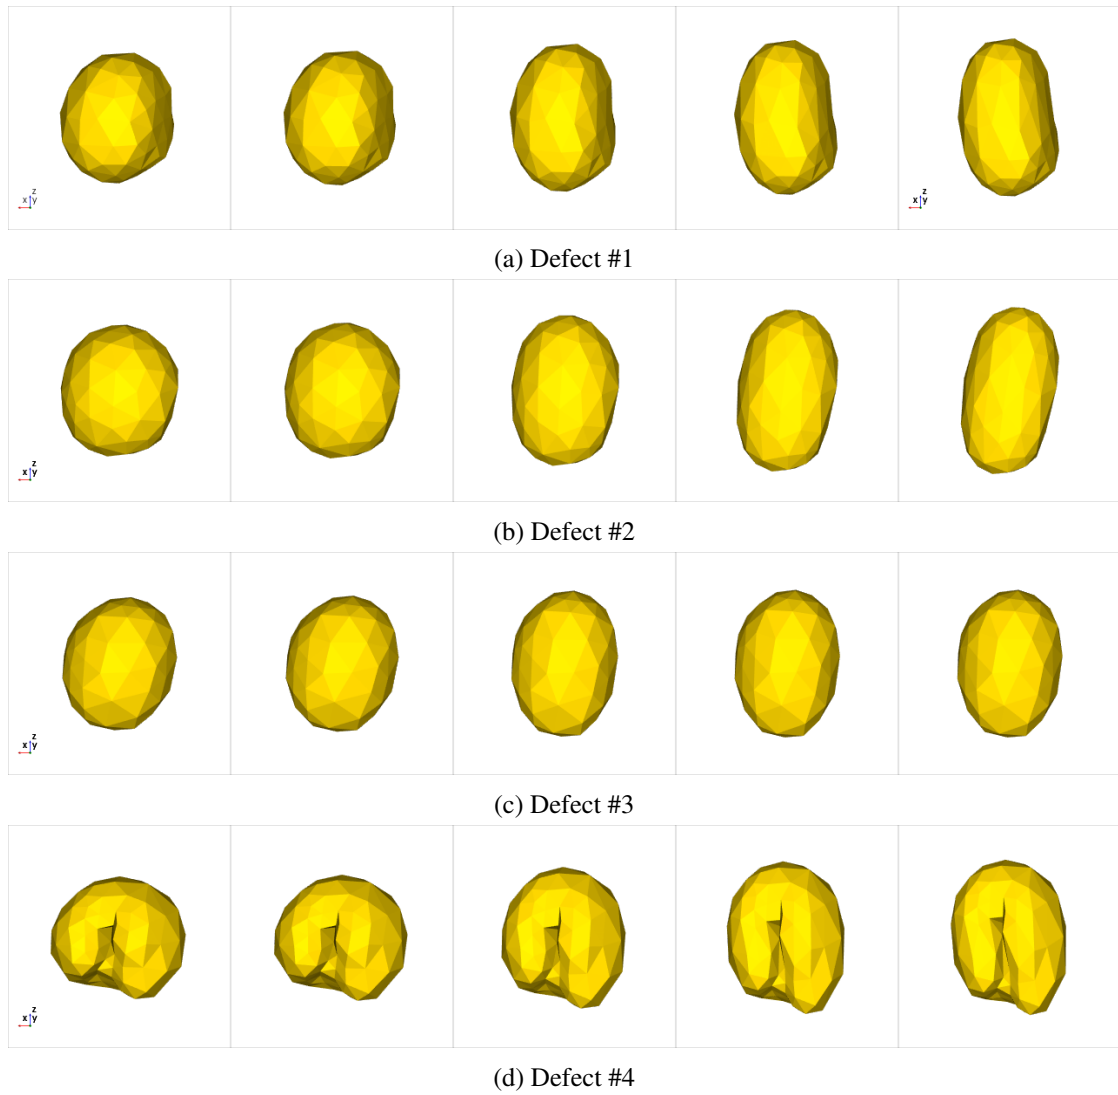 z
x y
z
x y
(a) Defect #1
z
x y
(b) Defect #2
z
x y
(c) Defect #3
z
x y
(d) Defect #4